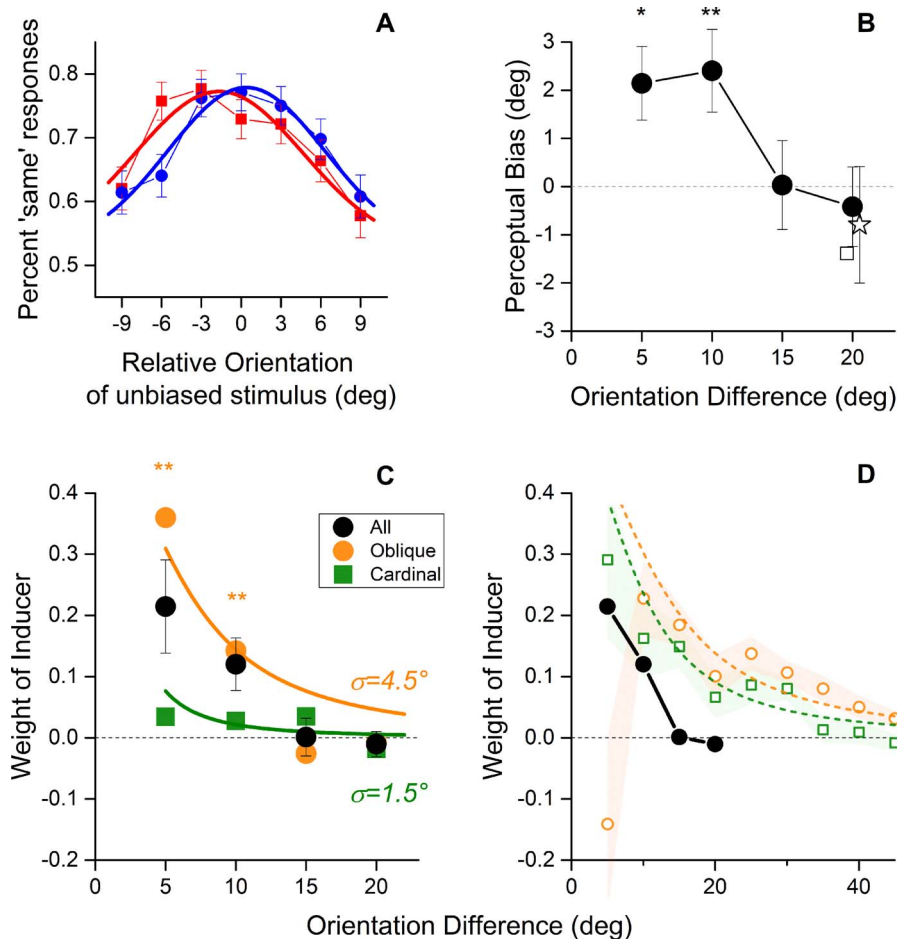 A
Percent 'same' responses
0.8
0.7
0.6
0.5
-9 -6 -3 0 3 6 9
Relative Orientation
of unbiased stimulus (deg)
B
* **
Perceptual Bias (deg)
3
2
1
0
-1
-2
-3
0 5 10 15 20
Orientation Difference (deg)
C
**
**
Weight of Inducer
0.4
0.3
0.2
0.1
0.0
-0.1
-0.2
All
Oblique
Cardinal
σ=4.5°
σ=1.5°
0 5 10 15 20
D
Weight of Inducer
0.4
0.3
0.2
0.1
0.0
-0.1
-0.2
0 20 40
Orientation Difference (deg)